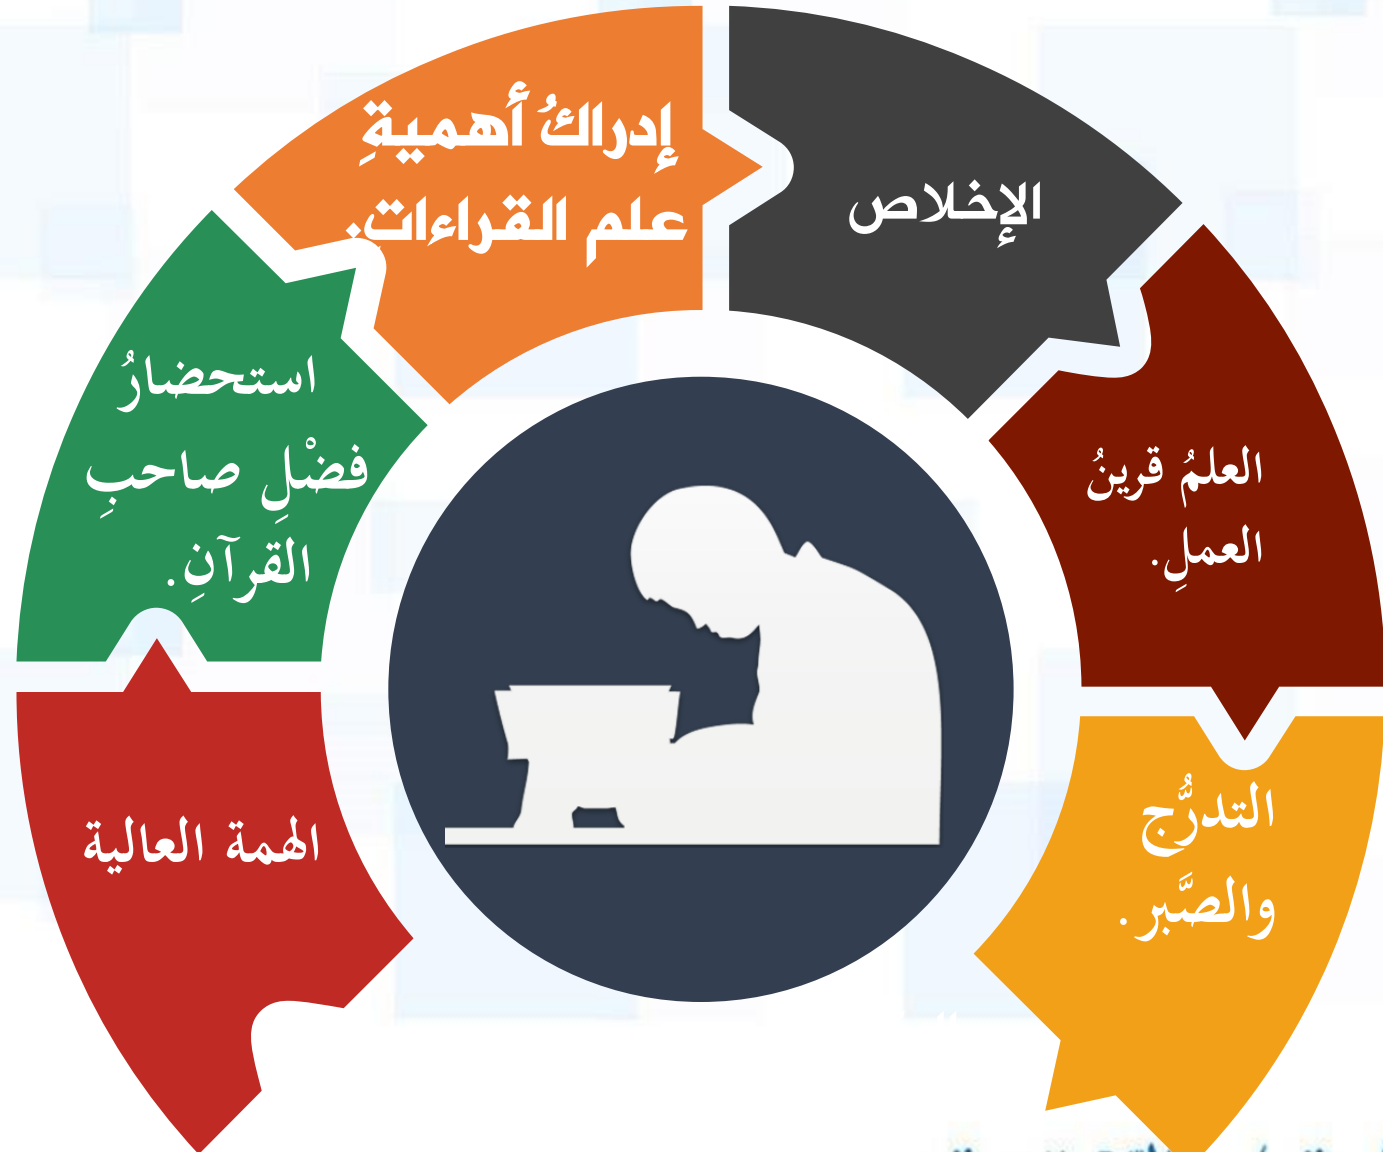 الإخلاص
إدراكُ أهميةِ
علم القراءاتِ.
العلمُ قرينُ
العملِ.
استحضارُ
فضْلِ صاحبِ
القرآنِ.
التدرُّج
والصَّبر.
الهمة العالية